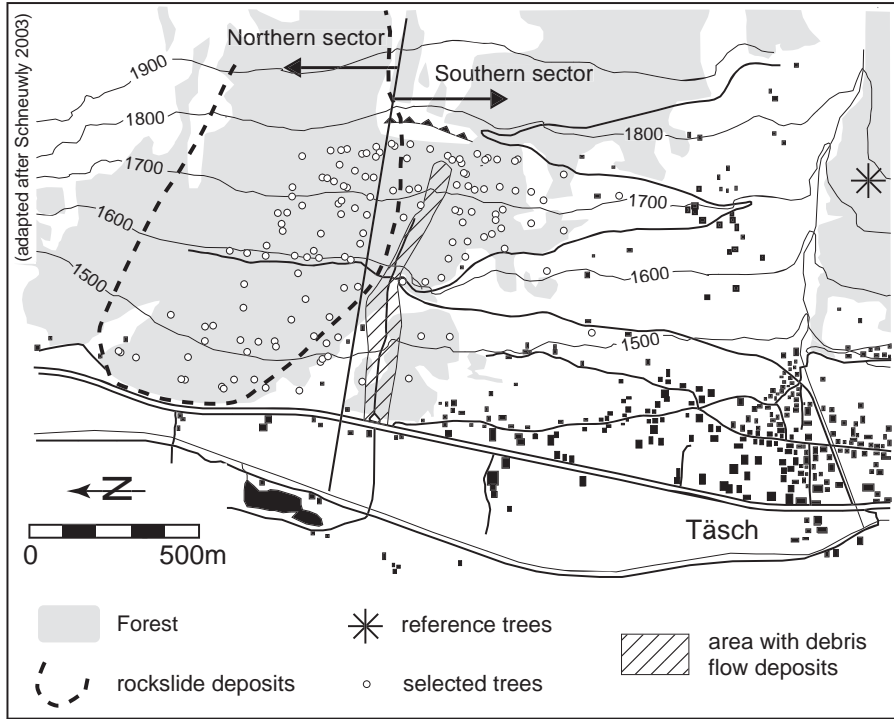 (adapted after Schneuwly 2003)
Northern sector
Southern sector
1900
1800
1800
1700
1700
1600
1600
1500
1500
N
0 500m
Täsch
Forest
reference trees
area with debris
flow deposits
rockslide deposits
selected trees